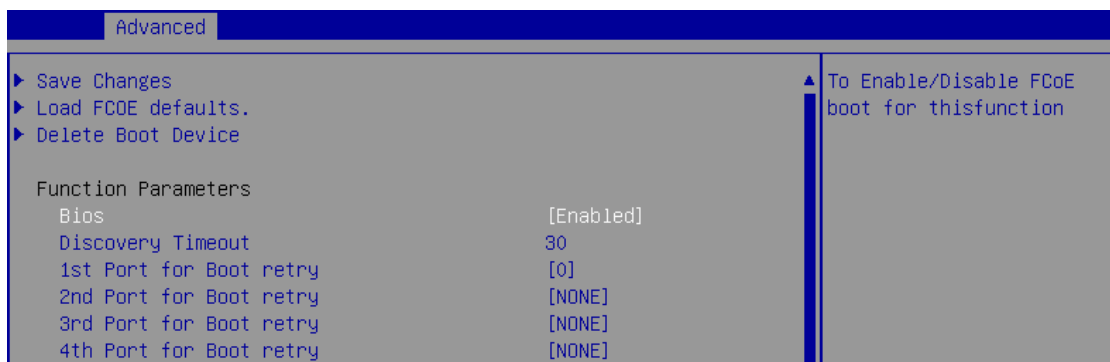 Advanced
Save Changes
Load FCOE defaults.
Delete Boot Device
Function Parameters
Bios [Enabled]
Discovery Timeout 30
1st Port for Boot retry [0]
2nd Port for Boot retry [NONE]
3rd Port for Boot retry [NONE]
4th Port for Boot retry [NONE]
To Enable/Disable FCoE
boot for thisfunction